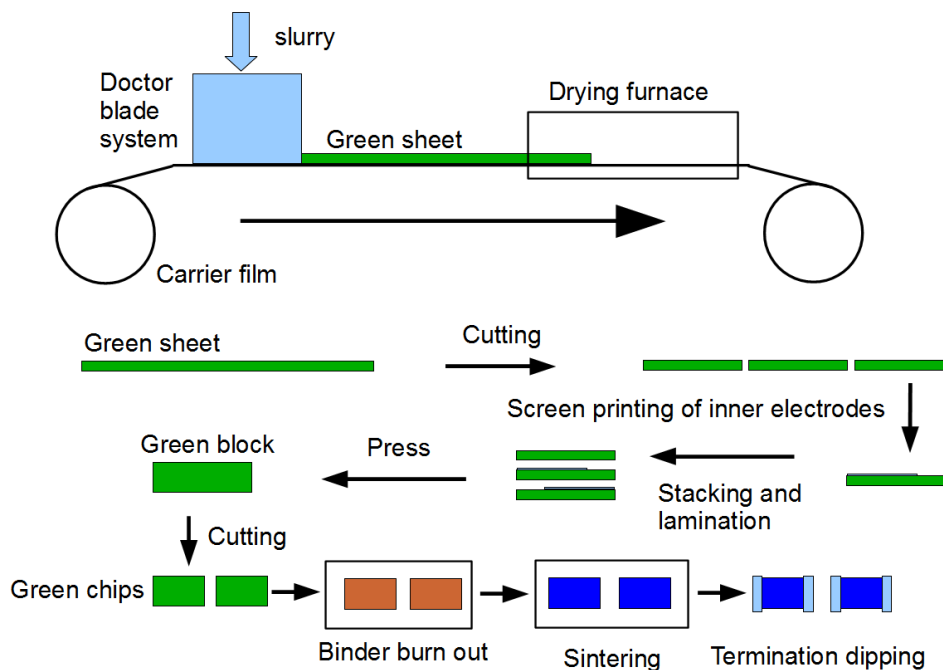 slurry
Doctor
blade
system
Drying furnace
Green sheet
Carrier film
Green sheet
Cutting
Screen printing of inner electrodes
Green block
Press
Stacking and
lamination
Cutting
Green chips
Binder burn out
Sintering
Termination dipping